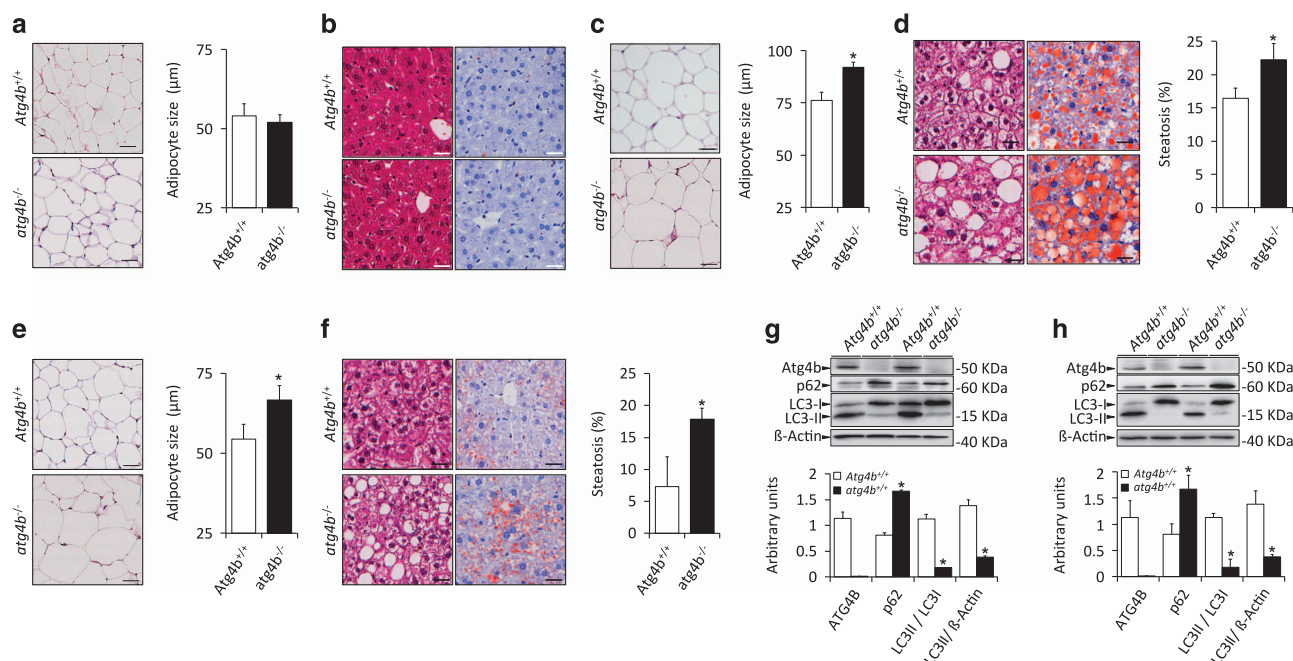 a
Atg4b+/+
atg4b-/-
Adipocyte size (µm)
75
50
25
Atg4b+/+
atg4b-/-
b
Atg4b+/+
atg4b-/-
c
Atg4b+/+
atg4b-/-
Adipocyte size (µm)
100
75
50
25
*
Atg4b+/+
atg4b-/-
d
Atg4b+/+
atg4b-/-
Steatosis (%)
25
20
15
10
5
0
*
Atg4b+/+
atg4b-/-
e
Atg4b+/+
atg4b-/-
Adipocyte size (µm)
75
50
25
*
Atg4b+/+
atg4b-/-
f
Atg4b+/+
atg4b-/-
Steatosis (%)
25
20
15
10
5
0
*
Atg4b+/+
atg4b-/-
g
Atg4b+/+ atg4b-/- Atg4b+/+ atg4b-/-
Atg4b -50 KDa
p62 -60 KDa
LC3-I
LC3-II -15 KDa
ß-Actin -40 KDa
Arbitrary units
2
1.5
1
0.5
0
Atg4b+/+
atg4b+/+
* * *
ATG4B
p62
LC3II / LC3I
LC3II/ ß-Actin
h
Atg4b+/+ atg4b-/- Atg4b+/+ atg4b-/-
Atg4b -50 KDa
p62 -60 KDa
LC3-I
LC3-II -15 KDa
ß-Actin -40 KDa
Arbitrary units
2
1.5
1
0.5
0
Atg4b+/+
atg4b+/+
* * *
ATG4B
p62
LC3II / LC3I
LC3II/ ß-Actin